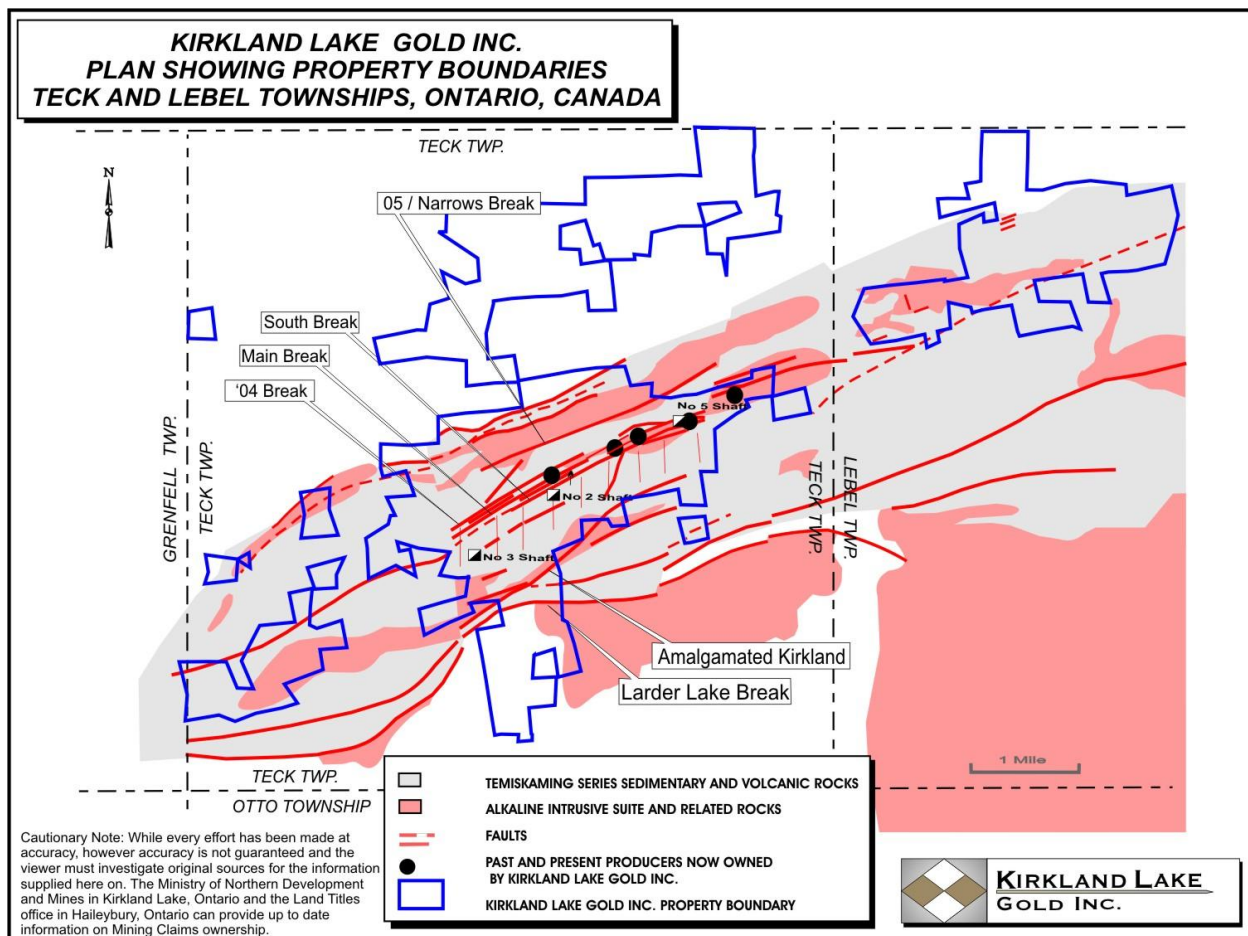 KIRKLAND LAKE GOLD INC.
PLAN SHOWING PROPERTY BOUNDARIES
TECK AND LEBEL TOWNSHIPS, ONTARIO, CANADA
TECK TWP.
N
05 / Narrows Break
South Break
Main Break
'04 Break
No 5 Shaft
No 2 Shaft
No 3 Shaft
GRENFELL TWP.
TECK TWP.
TECK TWP.
LEBEL TWP.
Amalgamated Kirkland
Larder Lake Break
1 Mile
TECK TWP.
OTTO TOWNSHIP
TEMISKAMING SERIES SEDIMENTARY AND VOLCANIC ROCKS
ALKALINE INTRUSIVE SUITE AND RELATED ROCKS
FAULTS
PAST AND PRESENT PRODUCERS NOW OWNED
BY KIRKLAND LAKE GOLD INC.
KIRKLAND LAKE GOLD INC. PROPERTY BOUNDARY
Cautionary Note: While every effort has been made at
accuracy, however accuracy is not guaranteed and the
viewer must investigate original sources for the information
supplied here on. The Ministry of Northern Development
and Mines in Kirkland Lake, Ontario and the Land Titles
office in Haileybury, Ontario can provide up to date
information on Mining Claims ownership.
KIRKLAND LAKE
GOLD INC.